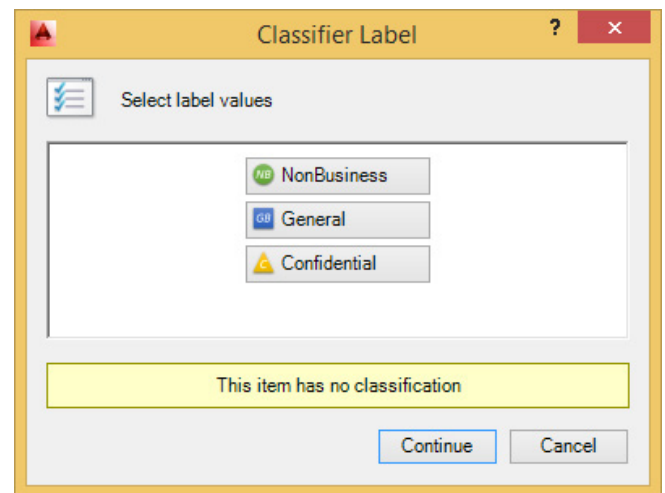 Classifier Label
?
Select label values
NB NonBusiness
GB General
C Confidential
This item has no classification
Continue Cancel